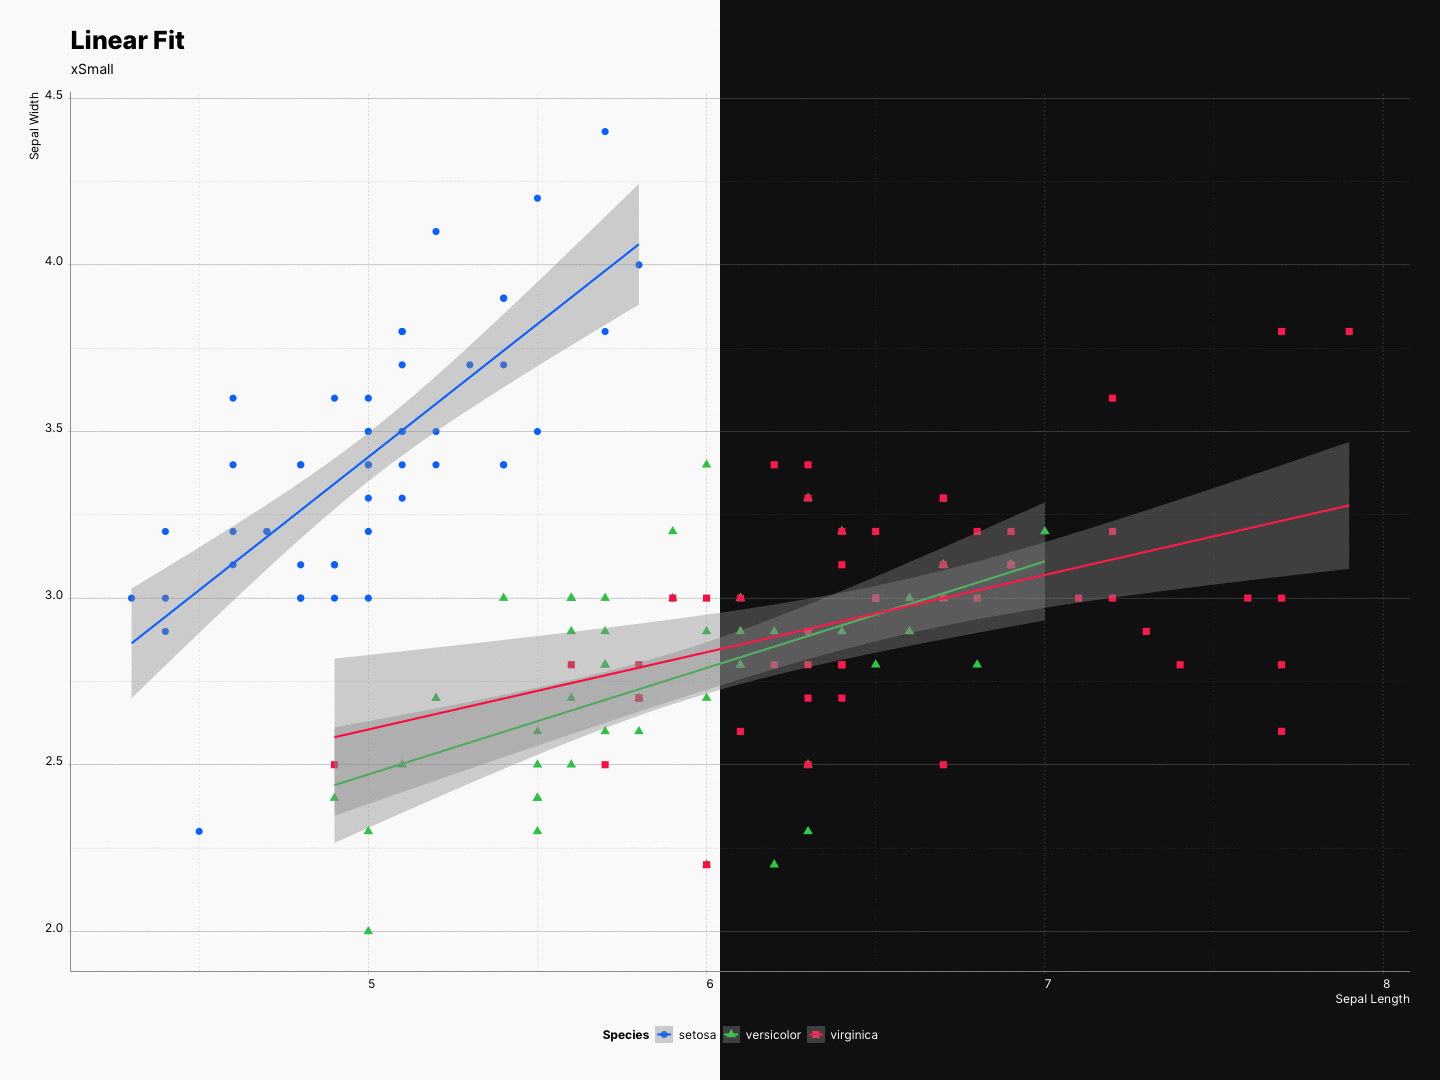 Linear Fit
xSmall
Sepal Width
4.5
4.0
3.5
3.0
2.5
2.0
5 6 7 8
Sepal Length
Species setosa versicolor virginica